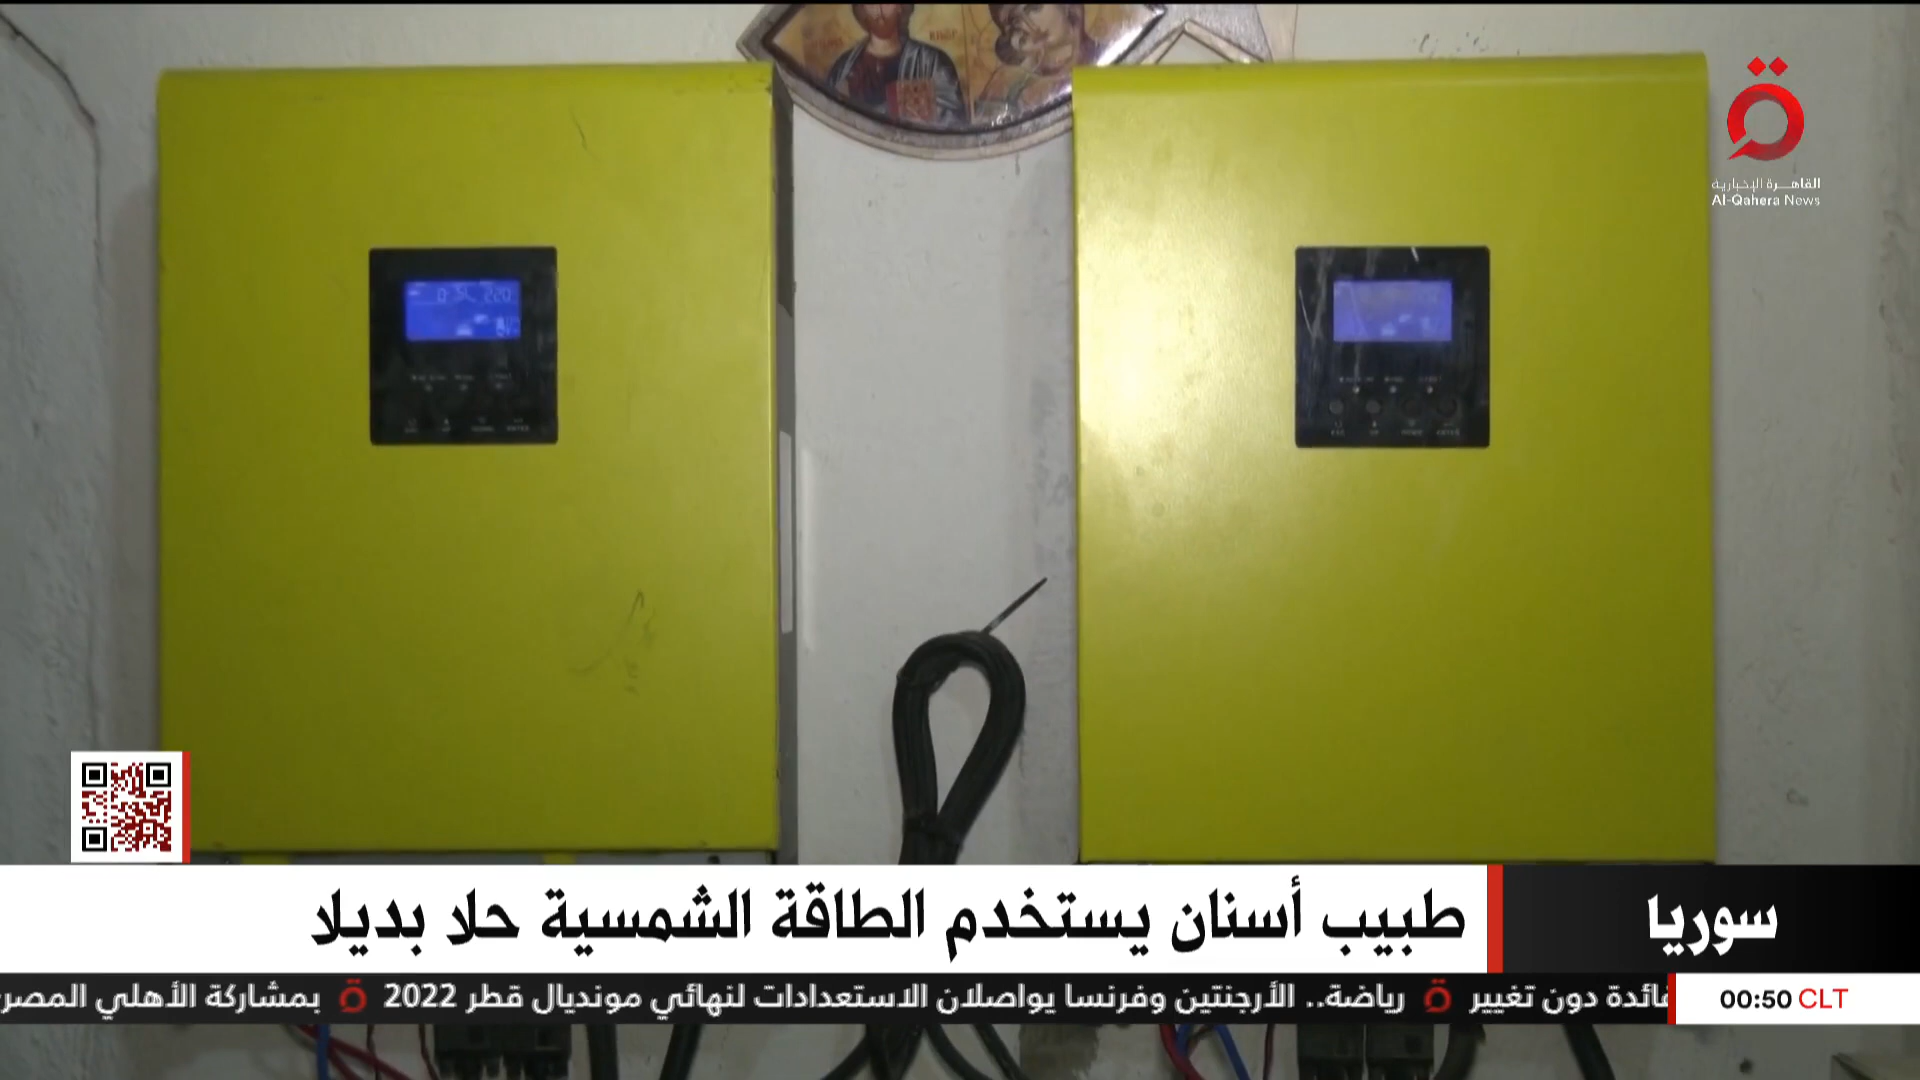 القاهرة الإخبارية
Al-Qahera News
220
سوريا
طبيب أسنان يستخدم الطاقة الشمسية حلا بديلا
00:50 CLT
فائدة دون تغيير رياضة.. الأرجنتين وفرنسا يواصلان الاستعدادات لنهائي مونديال قطر 2022 بمشاركة الأهلي